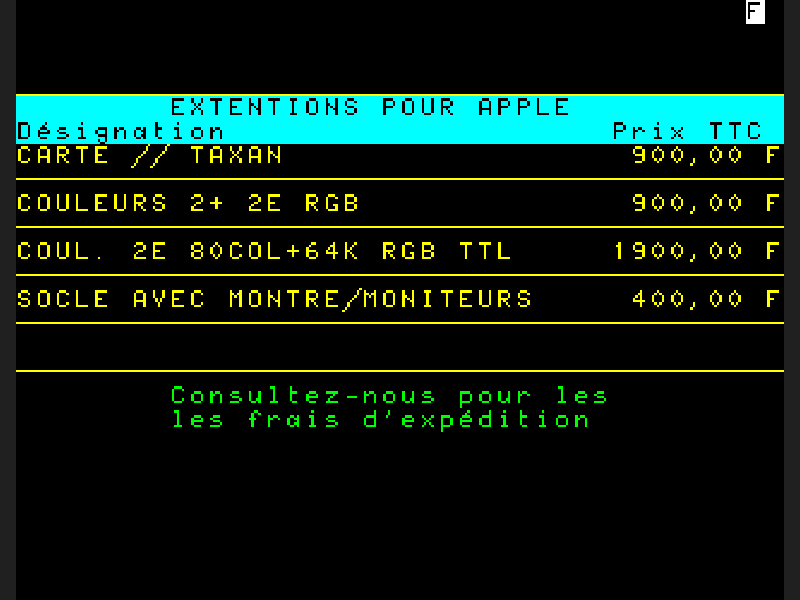 F
EXTENTIONS POUR APPLE
Désignation Prix TTC
CARTE // TAXAN 900,00 F
COULEURS 2+ 2E RGB 900,00 F
COUL. 2E 80COL+64K RGB TTL 1900,00 F
SOCLE AVEC MONTRE/MONITEURS 400,00 F
Consultez-nous pour les
les frais d'expédition